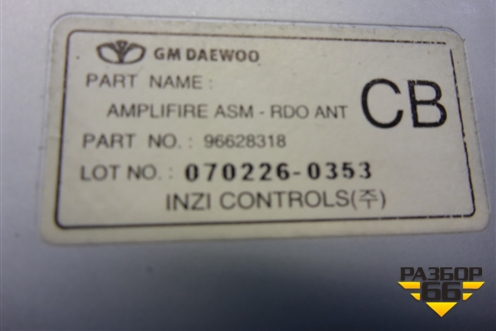 GM DAEWOO
PART NAME :
AMPLIFIRE ASM - RDO ANT
CB
PART NO. : 96628318
LOT NO. : 070226-0353
INZI CONTROLS(주)
РАЗБОР
66